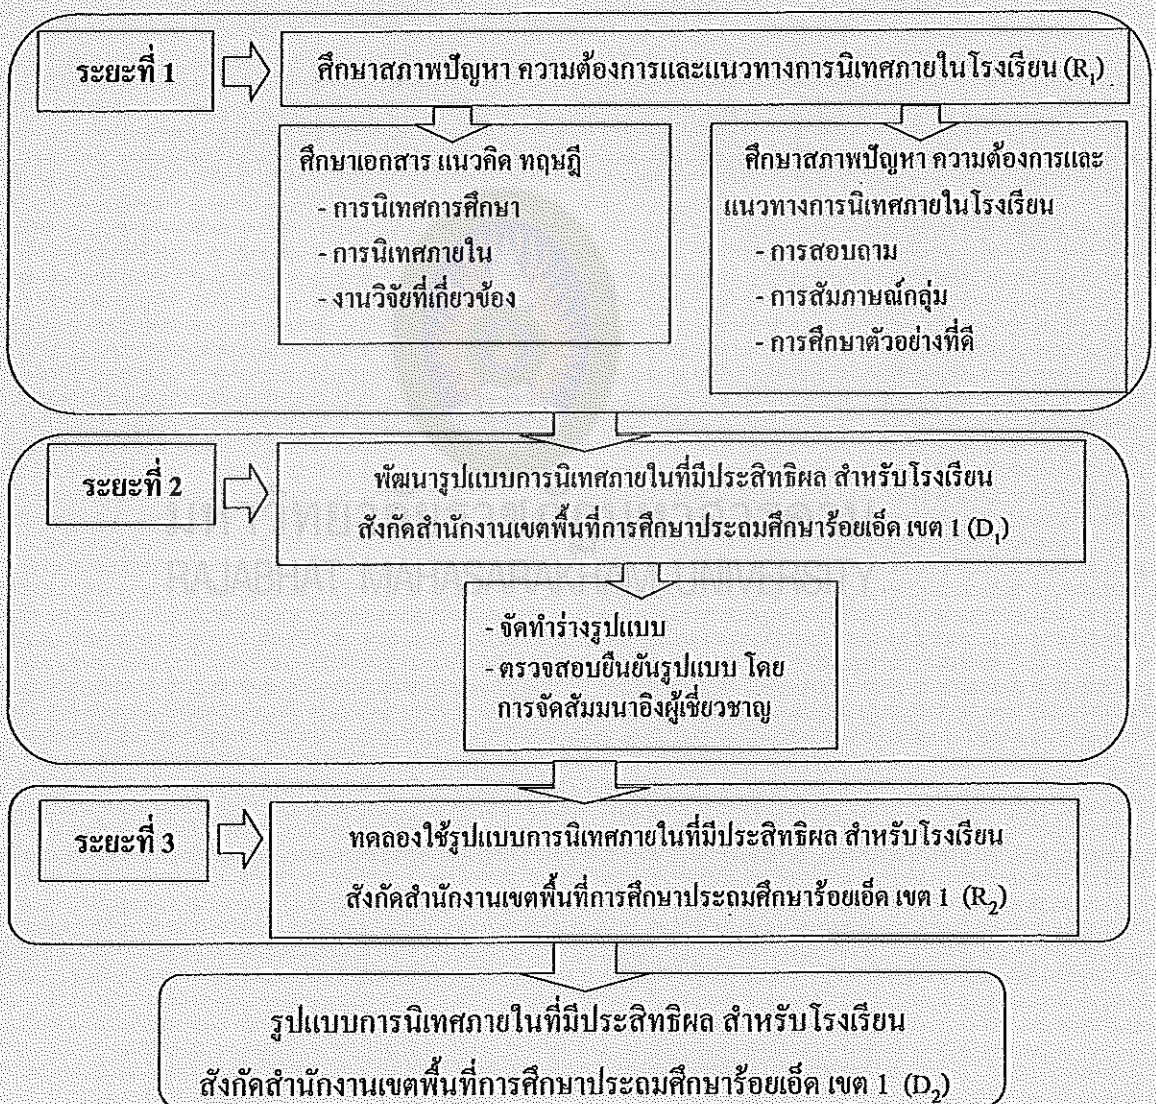 ระยะที่ 1
ศึกษาสภาพปัญหา ความต้องการและแนวทางการนิเทศภายในโรงเรียน (R₁)
ศึกษาเอกสาร แนวคิด ทฤษฎี
- การนิเทศการศึกษา
- การนิเทศภายใน
- งานวิจัยที่เกี่ยวข้อง
ศึกษาสภาพปัญหา ความต้องการและ
แนวทางการนิเทศภายในโรงเรียน
- การสอบถาม
- การสัมภาษณ์กลุ่ม
- การศึกษาตัวอย่างที่ดี
ระยะที่ 2
พัฒนารูปแบบการนิเทศภายในที่มีประสิทธิผล สำหรับโรงเรียน
สังกัดสำนักงานเขตพื้นที่การศึกษาประถมศึกษาร้อยเอ็ด เขต 1 (D₁)
RAJABHAT MAHA
- จัดทำร่างรูปแบบ
- ตรวจสอบยืนยันรูปแบบ โดย
การจัดสัมมนาอิงผู้เชี่ยวชาญ
ระยะที่ 3
ทดลองใช้รูปแบบการนิเทศภายในที่มีประสิทธิผล สำหรับโรงเรียน
สังกัดสำนักงานเขตพื้นที่การศึกษาประถมศึกษาร้อยเอ็ด เขต 1 (R₂)
รูปแบบการนิเทศภายในที่มีประสิทธิผล สำหรับโรงเรียน
สังกัดสำนักงานเขตพื้นที่การศึกษาประถมศึกษาร้อยเอ็ด เขต 1 (D₂)